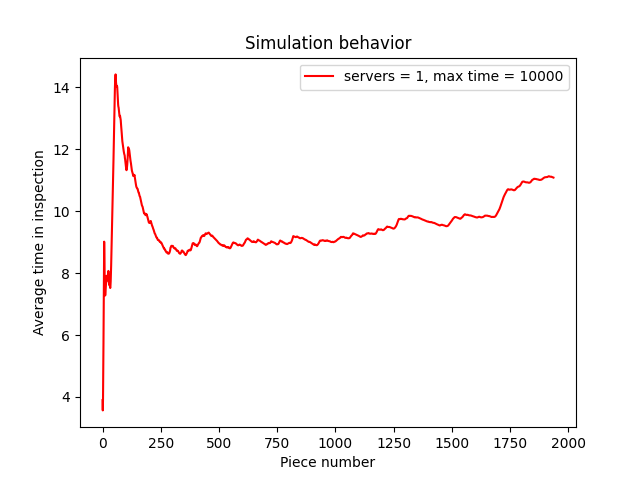 Simulation behavior
servers = 1, max time = 10000
14
12
10
8
6
4
Average time in inspection
0 250 500 750 1000 1250 1500 1750 2000
Piece number